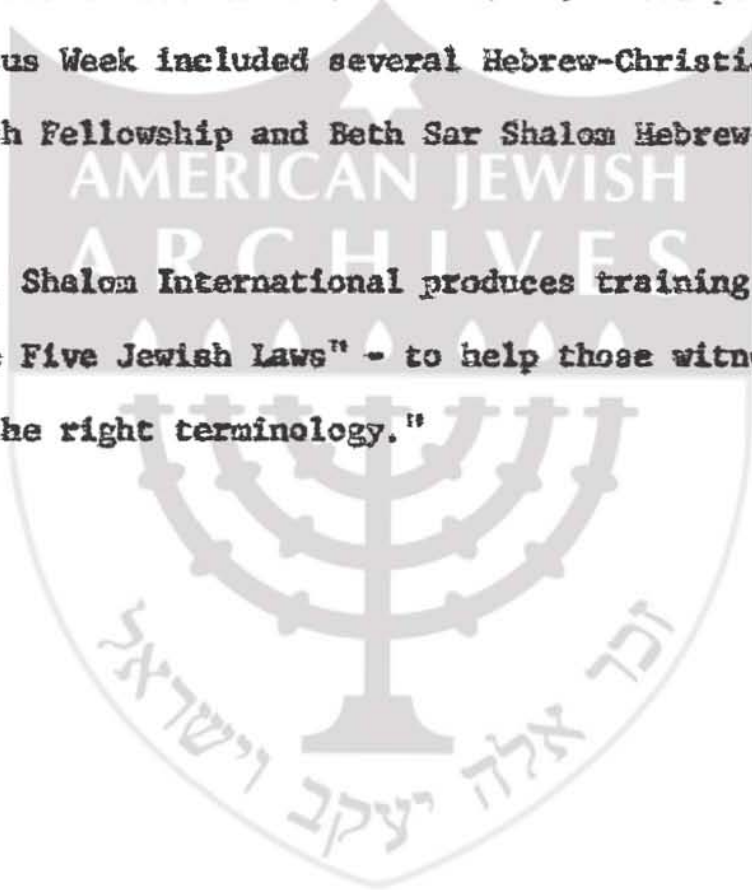 us Week included several Hebrew-Christi
h Fellowship and Beth Sar Shalom Hebrew
AMERICAN JEWISH
ARCHIVES
Shalom International produces training
Five Jewish Laws" - to help those witn
he right terminology."
זכר אלה יעקב וישראל